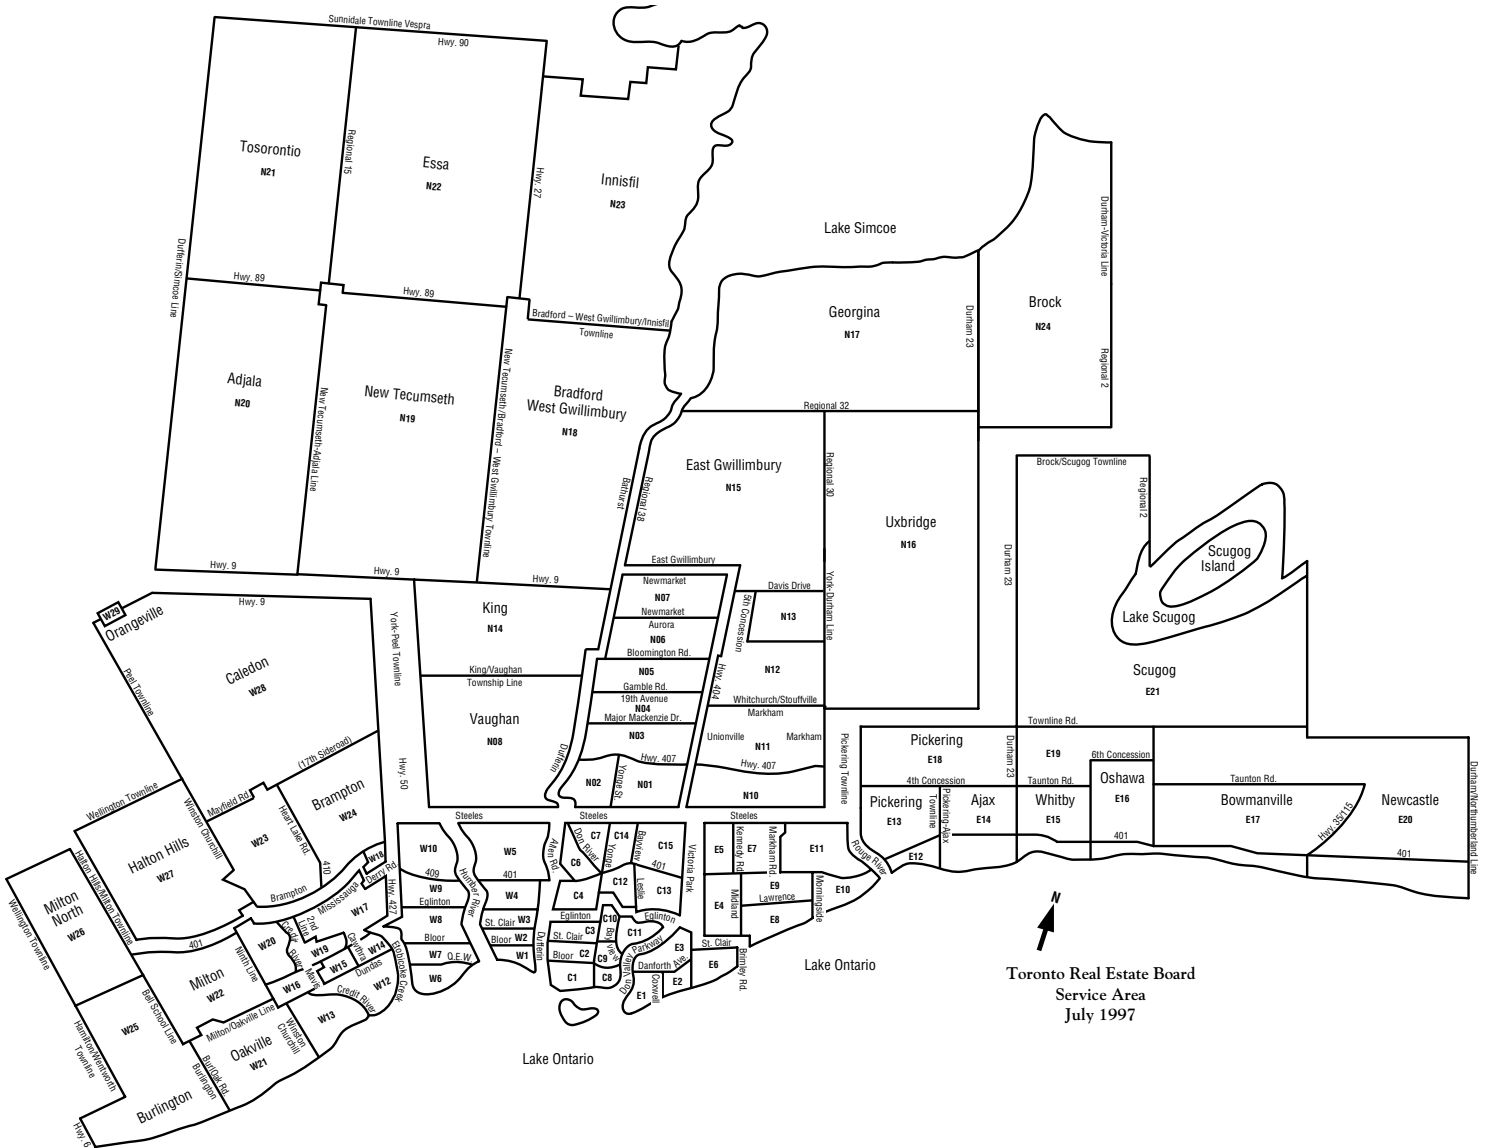 Sunnidale Townline Vespra
Hwy. 90
Tosorontio
N21
Regional 15
Essa
N22
Hwy. 27
Innisfil
N23
Dufferin/Simcoe Line
Hwy. 89
Hwy. 89
Bradford – West Gwillimbury/Innisfil
Townline
Adjala
N20
New Tecumseth-Adjala Line
New Tecumseth
N19
New Tecumseth/Bradford – West Gwillimbury Townline
Bradford
West Gwillimbury
N18
Hwy. 9
Hwy. 9
Hwy. 9
Lake Simcoe
Georgina
N17
Durham 23
Brock
N24
Durham-Victoria Line
Regional 2
Regional 32
Bathurst
Regional 38
East Gwillimbury
N15
Regional 30
Uxbridge
N16
York-Durham Line
Durham 23
Brock/Scugog Townline
Regional 2
Scugog
Island
Lake Scugog
Scugog
E21
East Gwillimbury
Newmarket
N07
Newmarket
Aurora
N06
Bloomington Rd.
N05
Gamble Rd.
19th Avenue
N04
Major Mackenzie Dr.
N03
Hwy. 407
N02
Yonge St.
N01
Davis Drive
5th Concession
N13
N12
Hwy. 404
Whitchurch/Stouffville
Markham
Unionville
Markham
N11
Hwy. 407
N10
King
N14
King/Vaughan
Township Line
Vaughan
N08
Dufferin
York-Peel Townline
Hwy. 50
W29
Orangeville
Hwy. 9
Peel Townline
Caledon
W28
(17th Sideroad)
Mayfield Rd.
Wellington Townline
Winston Churchill
Heart Lake Rd.
Brampton
W24
W23
410
Halton Hills
W27
Halton Hills/Milton Townline
Milton
North
W26
Wellington Townline
Brampton
Mississauga
401
W18
Derry Rd.
Hwy. 427
W17
2nd
Line
Credit
River
W20
W19
Cawthra
W14
W15
Mavis
W16
Dundas
W12
Credit River
W13
Etobicoke Creek
Ninth Line
Milton
W22
Bell School Line
Milton/Oakville Line
Winston
Churchill
Oakville
W21
BurlOak Rd.
Burlington
W25
Hamilton/Wentworth
Townline
Burlington
Hwy. 6
Steeles
Steeles
Steeles
W10
409
W9
Eglinton
W8
Bloor
W7
Q.E.W.
W6
Humber River
W5
401
W4
St. Clair
W3
Bloor
W2
W1
Allen Rd.
Dufferin
Don River
C7
C6
C14
Yonge
Bayview
C15
401
C12
Leslie
C13
Victoria Park
C4
Eglinton
C3
St. Clair
Bloor
C2
C1
C10
Bayview
C9
C8
C11
Eglinton
Don Valley Parkway
Danforth Ave.
Coxwell
E1
E2
E3
E5
Kennedy Rd
E7
Markham Rd.
E11
E4
Midland
E9
Lawrence
E8
Morningside
E10
St. Clair
E6
Brimley Rd.
Rouge River
Pickering Townline
Townline Rd.
Pickering
E18
4th Concession
Pickering
E13
Townline
Pickering-Ajax
E12
Ajax
E14
Durham 23
E19
6th Concession
Taunton Rd.
Whitby
E15
Oshawa
E16
401
Taunton Rd.
Bowmanville
E17
Hwy. 35/115
Newcastle
E20
401
Durham/Northumberland Line
Lake Ontario
Lake Ontario
N
Toronto Real Estate Board
Service Area
July 1997